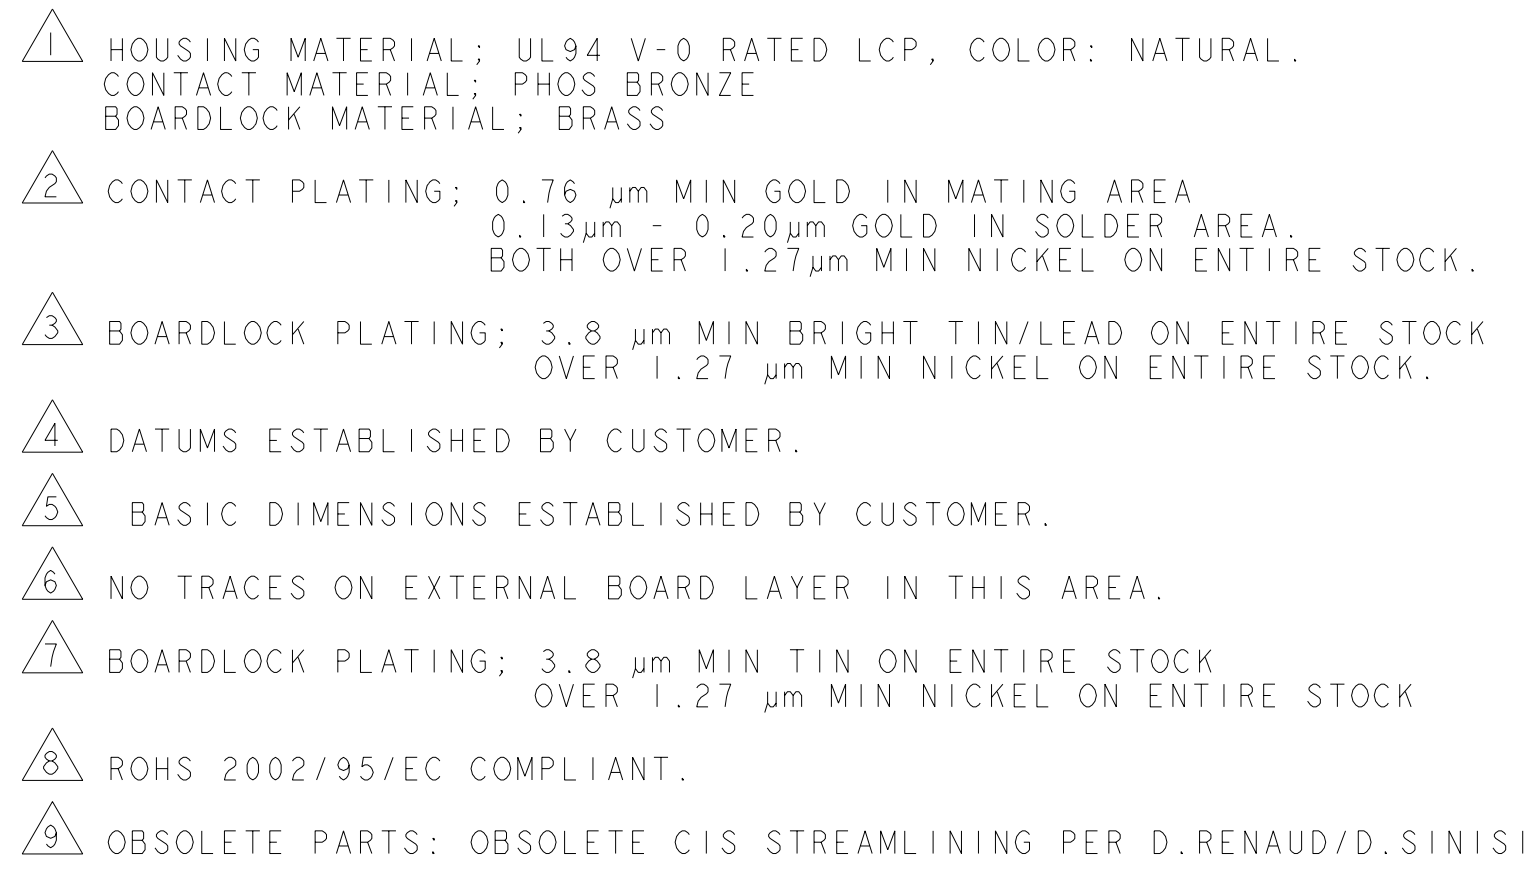 1 HOUSING MATERIAL; UL94 V-0 RATED LCP, COLOR: NATURAL.
CONTACT MATERIAL; PHOS BRONZE
BOARDLOCK MATERIAL; BRASS
2 CONTACT PLATING; 0.76 µm MIN GOLD IN MATING AREA
0.13µm - 0.20µm GOLD IN SOLDER AREA.
BOTH OVER 1.27µm MIN NICKEL ON ENTIRE STOCK.
3 BOARDLOCK PLATING; 3.8 µm MIN BRIGHT TIN/LEAD ON ENTIRE STOCK
OVER 1.27 µm MIN NICKEL ON ENTIRE STOCK.
4 DATUMS ESTABLISHED BY CUSTOMER.
5 BASIC DIMENSIONS ESTABLISHED BY CUSTOMER.
6 NO TRACES ON EXTERNAL BOARD LAYER IN THIS AREA.
7 BOARDLOCK PLATING; 3.8 µm MIN TIN ON ENTIRE STOCK
OVER 1.27 µm MIN NICKEL ON ENTIRE STOCK
8 ROHS 2002/95/EC COMPLIANT.
9 OBSOLETE PARTS: OBSOLETE CIS STREAMLINING PER D.RENAUD/D.SINISI